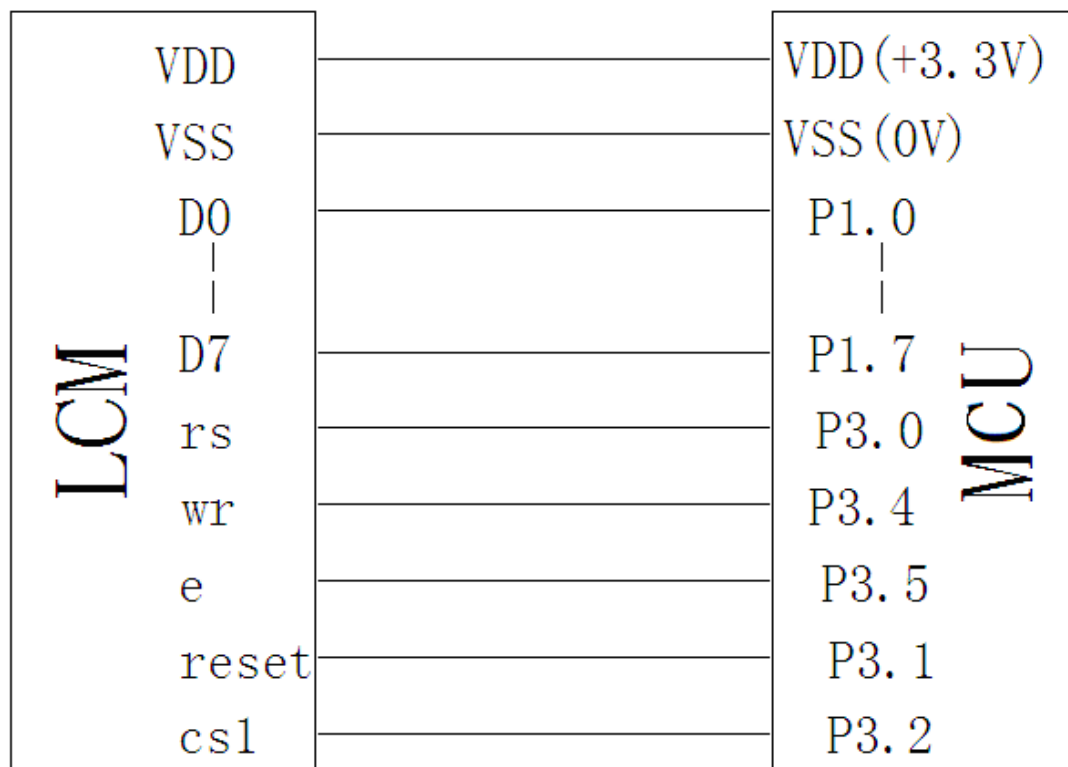 VDD VDD(+3.3V)
VSS VSS(0V)
D0 P1.0
D7 P1.7
rs P3.0
wr P3.4
e P3.5
reset P3.1
cs1 P3.2
LCM
MCU